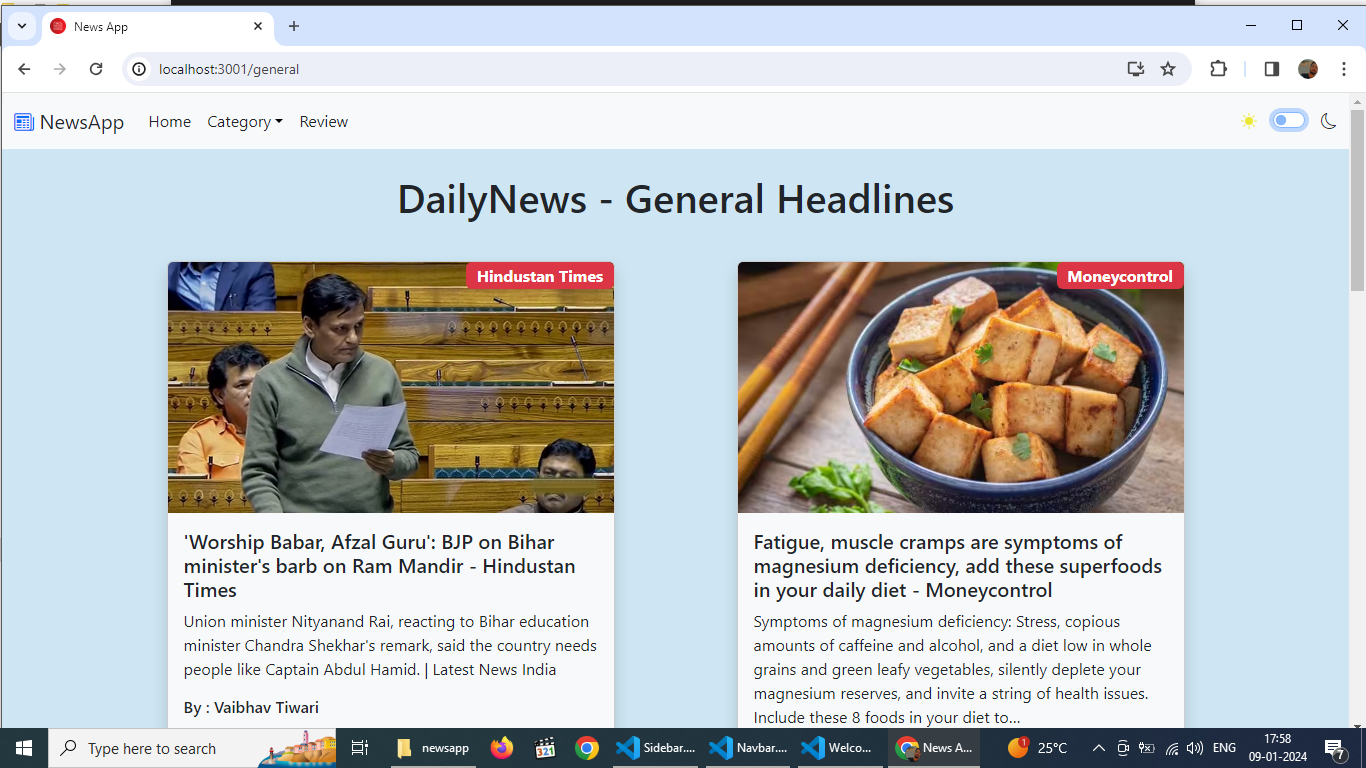 News App
localhost:3001/general
NewsApp Home Category Review
DailyNews - General Headlines
Hindustan Times
'Worship Babar, Afzal Guru': BJP on Bihar
minister's barb on Ram Mandir - Hindustan
Times
Union minister Nityanand Rai, reacting to Bihar education
minister Chandra Shekhar's remark, said the country needs
people like Captain Abdul Hamid. | Latest News India
By : Vaibhav Tiwari
Moneycontrol
Fatigue, muscle cramps are symptoms of
magnesium deficiency, add these superfoods
in your daily diet - Moneycontrol
Symptoms of magnesium deficiency: Stress, copious
amounts of caffeine and alcohol, and a diet low in whole
grains and green leafy vegetables, silently deplete your
magnesium reserves, and invite a string of health issues.
Include these 8 foods in your diet to...
Type here to search
newsapp
321
Sidebar....
Navbar....
Welco...
News A...
1
25°C
ENG
17:58
09-01-2024
7